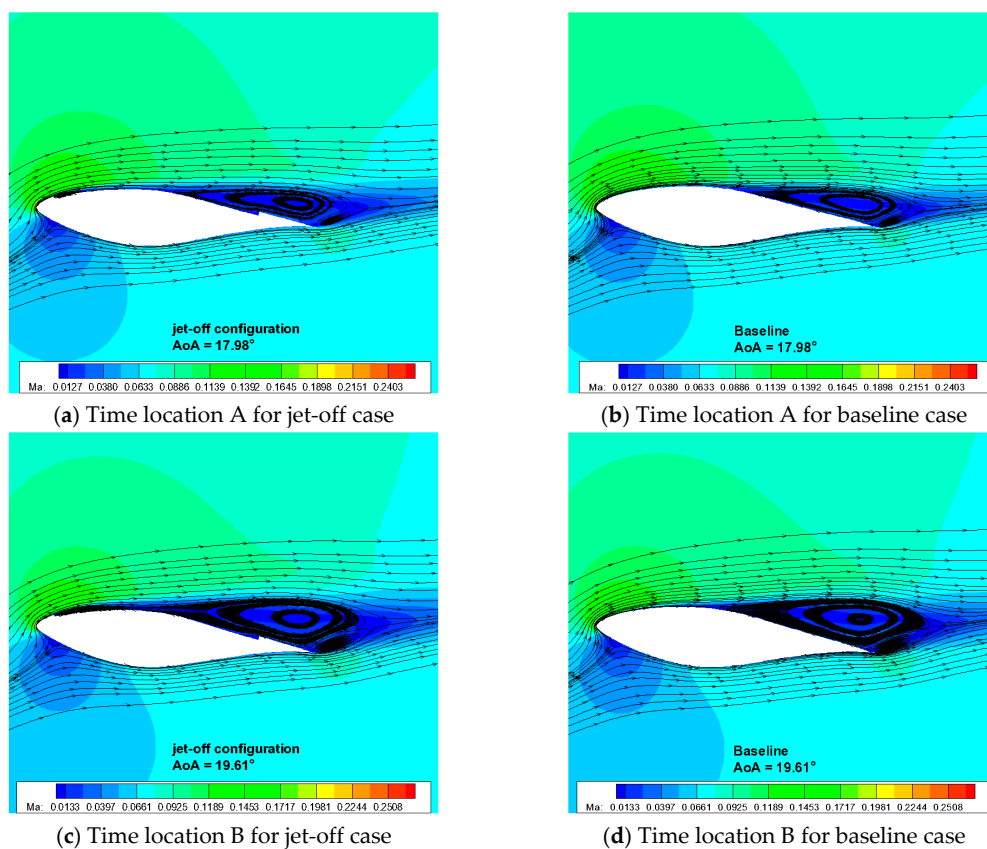 jet-off configuration
AoA = 17.98°
Ma: 0.0127 0.0380 0.0633 0.0886 0.1139 0.1392 0.1645 0.1898 0.2151 0.2403
(a) Time location A for jet-off case
Baseline
AoA = 17.98°
Ma: 0.0127 0.0380 0.0633 0.0886 0.1139 0.1392 0.1645 0.1898 0.2151 0.2403
(b) Time location A for baseline case
jet-off configuration
AoA = 19.61°
Ma: 0.0133 0.0397 0.0661 0.0925 0.1189 0.1453 0.1717 0.1981 0.2244 0.2508
(c) Time location B for jet-off case
Baseline
AoA = 19.61°
Ma: 0.0133 0.0397 0.0661 0.0925 0.1189 0.1453 0.1717 0.1981 0.2244 0.2508
(d) Time location B for baseline case